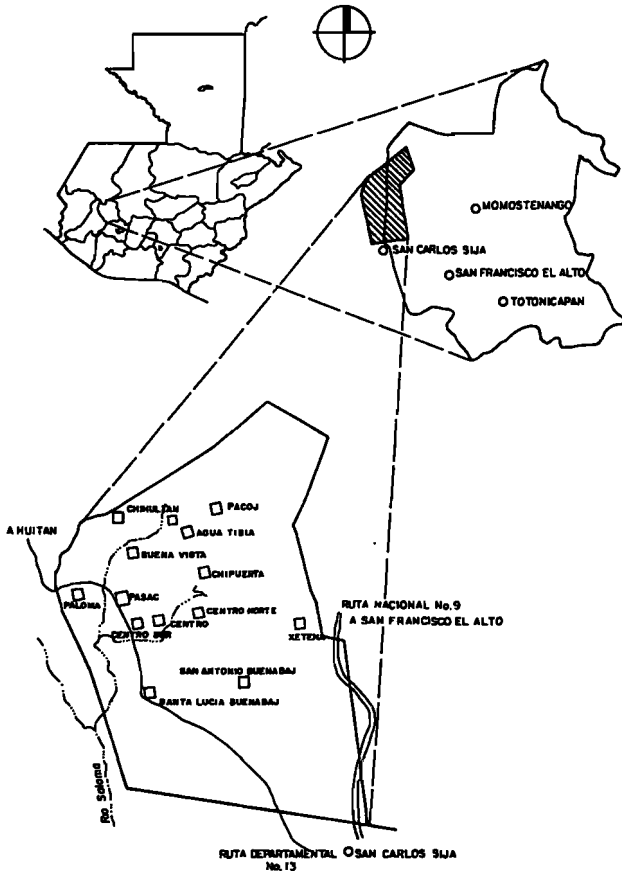 MOMOSTENANGO
SAN CARLOS SIJA
SAN FRANCISCO EL ALTO
TOTONICAPAN
CHIHULTAN
PACOJ
AGUA TIBIA
A HUITAN
BUENA VISTA
CHIPUERTA
PALOMA
PASAC
CENTRO NORTE
RUTA NACIONAL No. 9
A SAN FRANCISCO EL ALTO
CENTRO SUR
CENTRO
XETENA
SAN ANTONIO BUENABAJ
SANTA LUCIA BUENABAJ
Rio Saloma
RUTA DEPARTAMENTAL
No. 13
SAN CARLOS SIJA